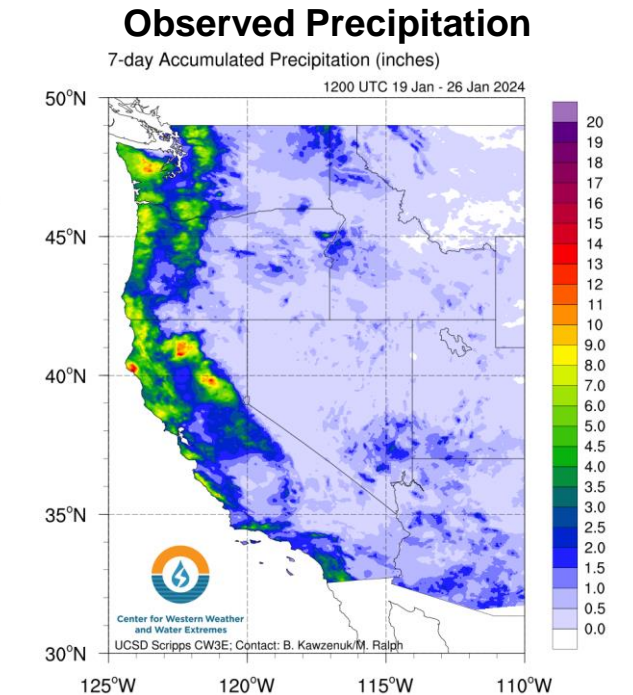 Observed Precipitation
7-day Accumulated Precipitation (inches)
1200 UTC 19 Jan - 26 Jan 2024
50°N
45°N
40°N
35°N
30°N
125°W
120°W
115°W
110°W
20
19
18
17
16
15
14
13
12
11
10
9.0
8.0
7.0
6.0
5.0
4.5
4.0
3.5
3.0
2.5
2.0
1.5
1.0
0.5
0.0
Center for Western Weather
and Water Extremes
UCSD Scripps CW3E; Contact: B. Kawzenuk/M. Ralph